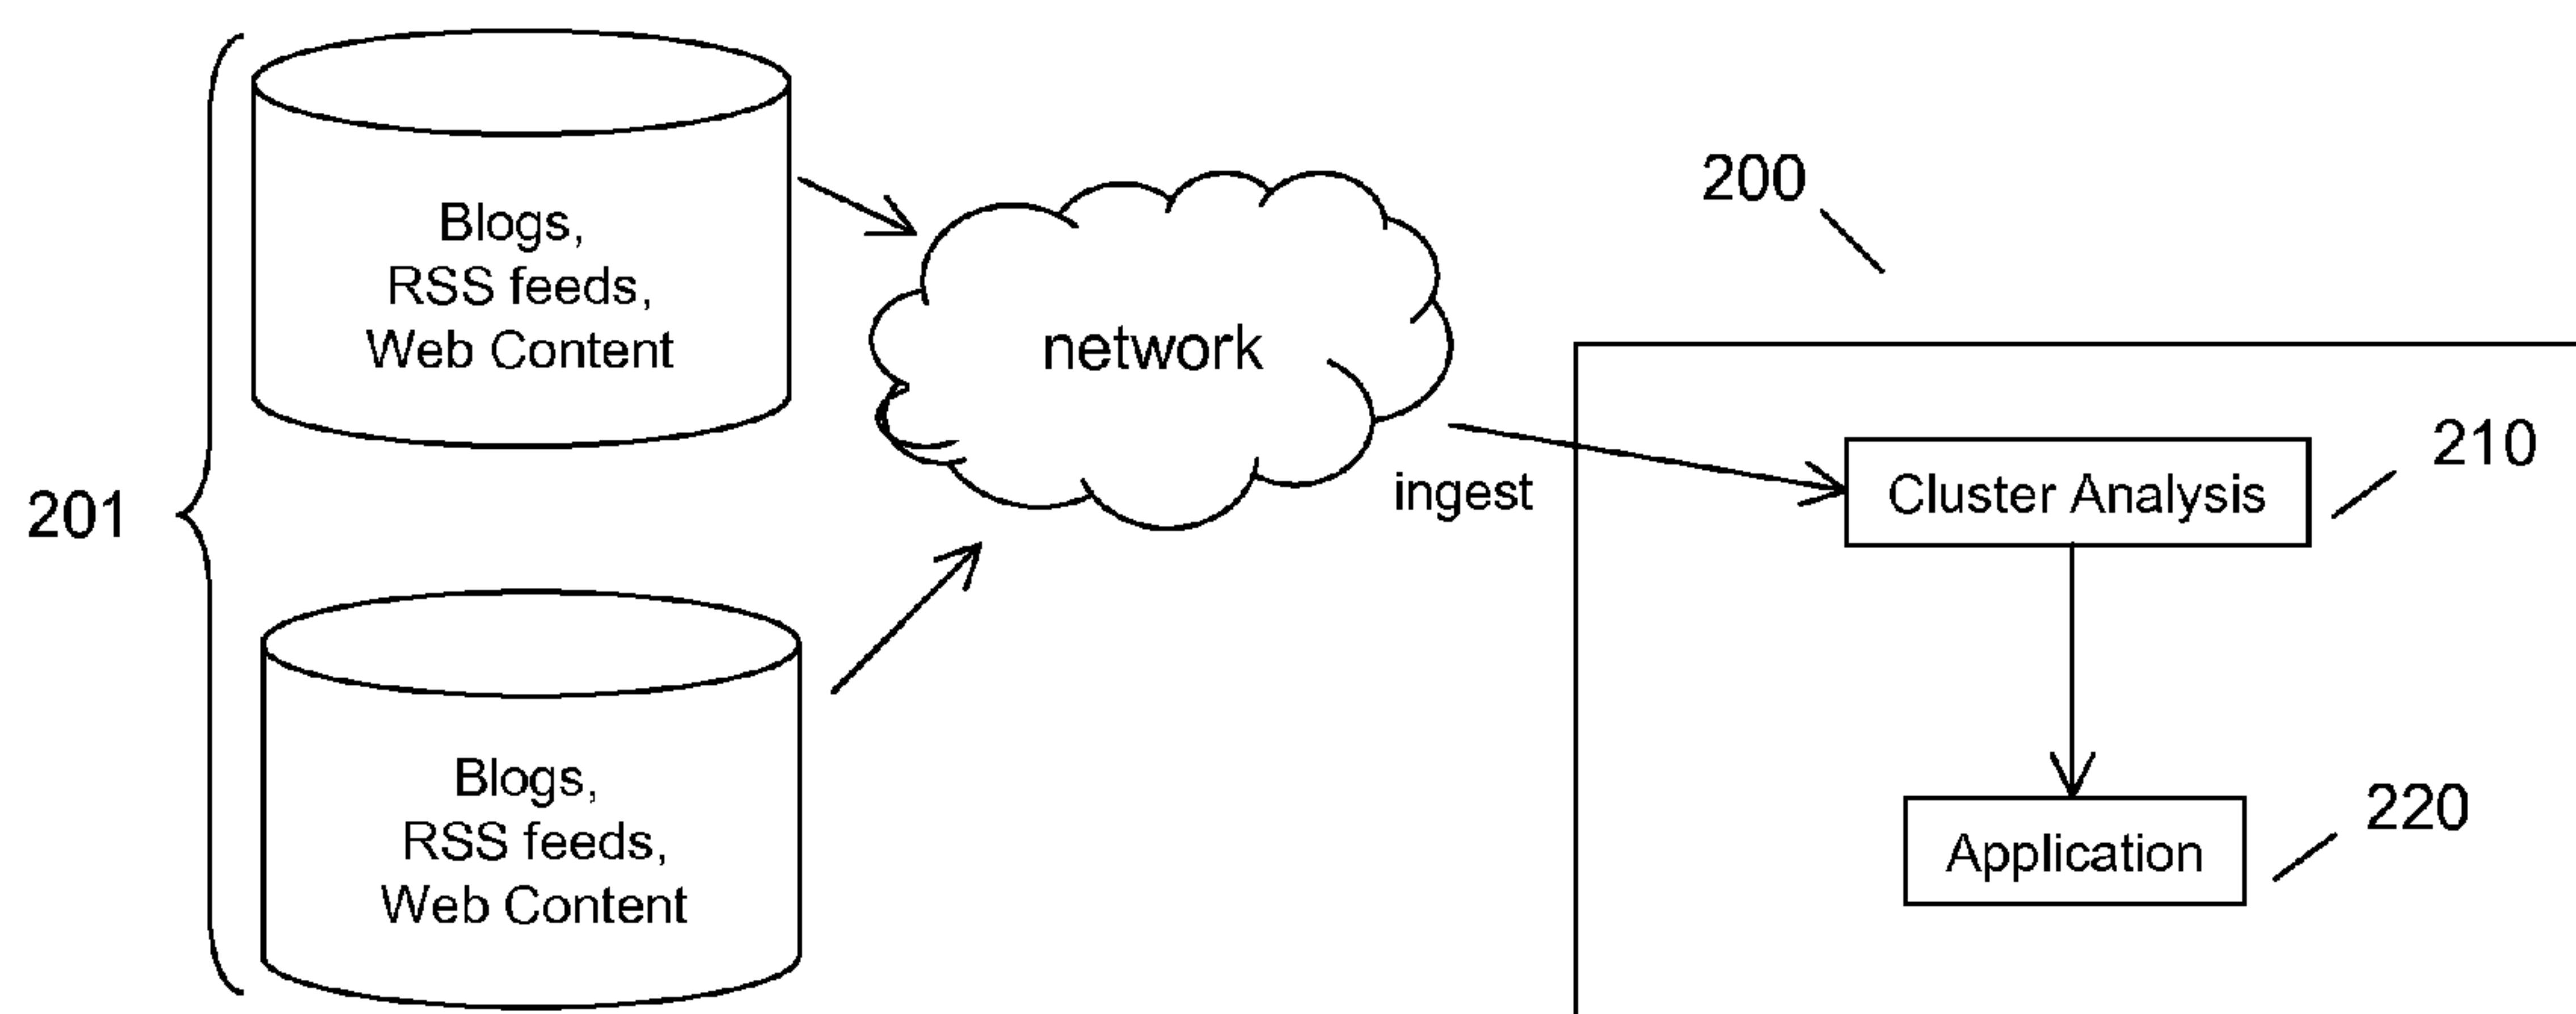 201
Blogs,
RSS feeds,
Web Content
Blogs,
RSS feeds,
Web Content
network
ingest
200
210
Cluster Analysis
220
Application